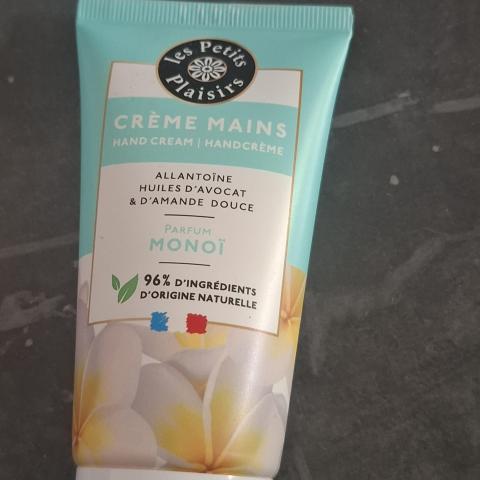 les Petits
Plaisirs
CRÈME MAINS
HAND CREAM | HANDCRÈME
ALLANTOÏNE
HUILES D'AVOCAT
& D'AMANDE DOUCE
PARFUM
MONOÏ
96% D'INGRÉDIENTS
D'ORIGINE NATURELLE